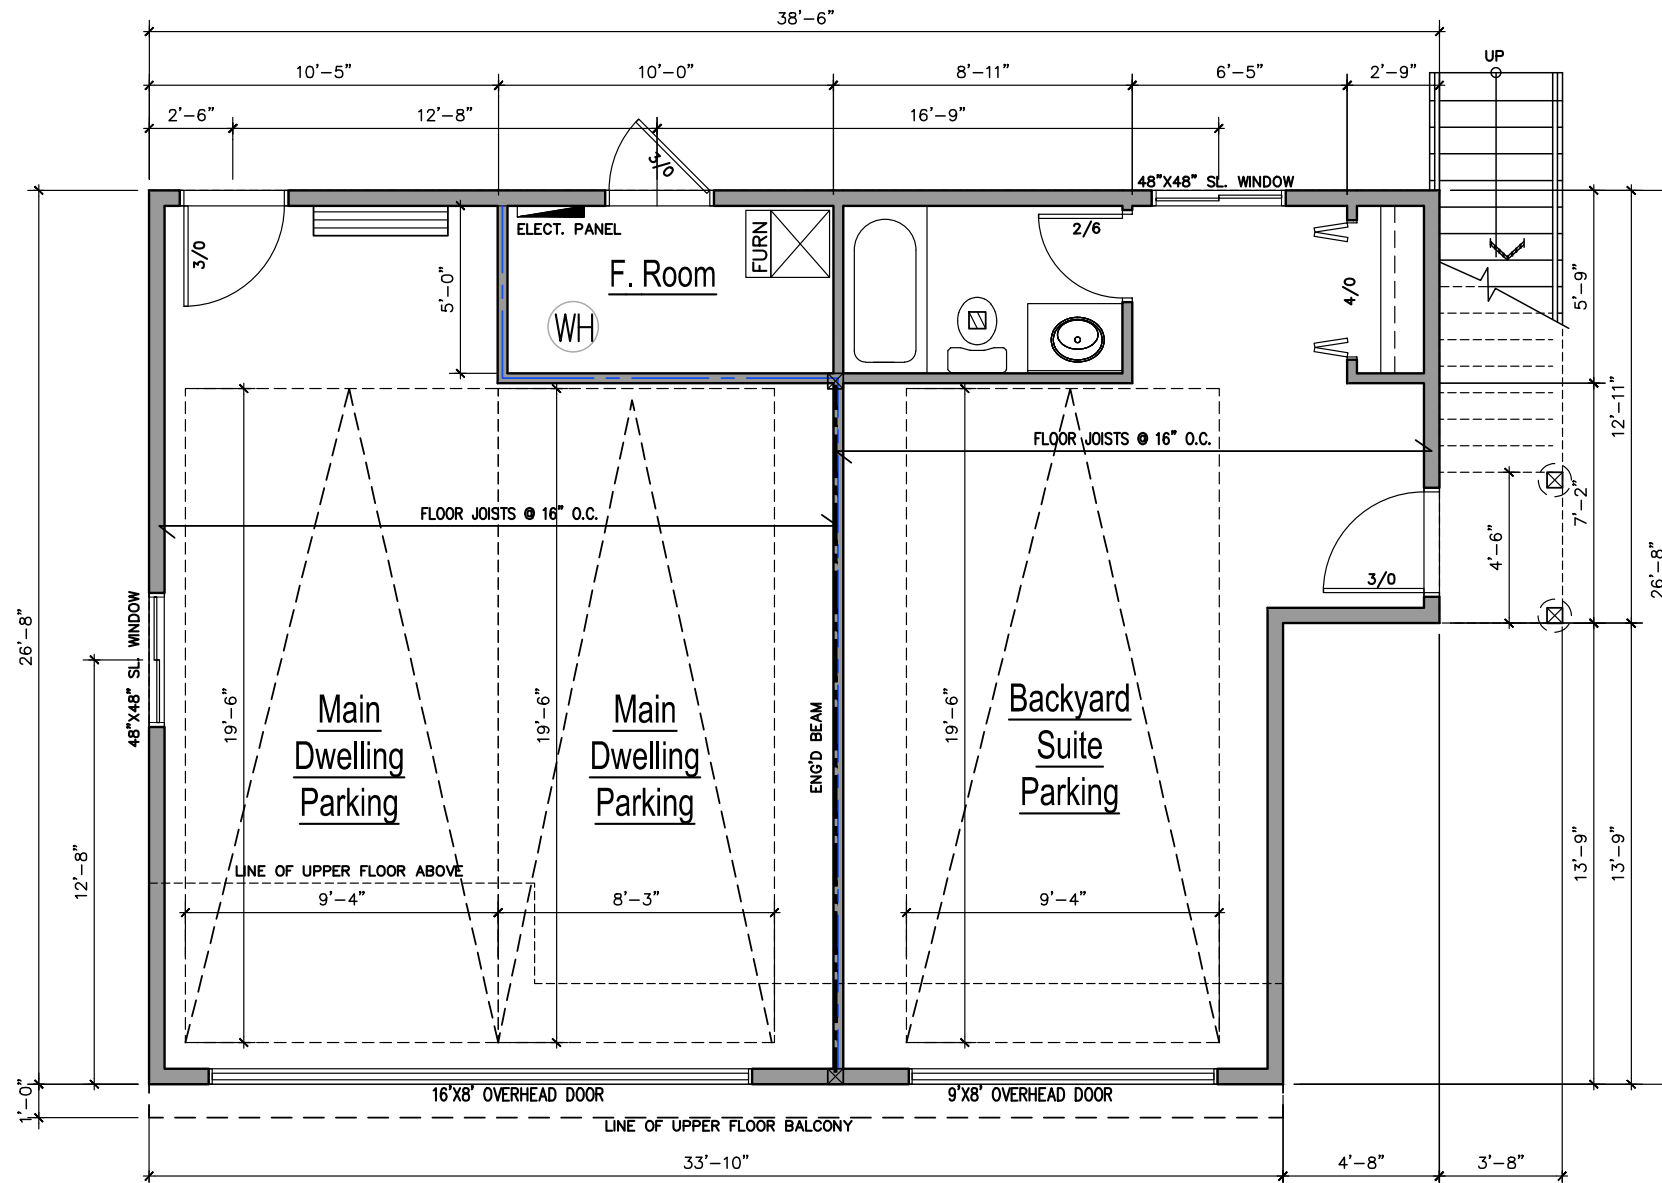 38'-6"
UP
10'-5"
10'-0"
8'-11"
6'-5"
2'-9"
2'-6"
12'-8"
16'-9"
3/0
48"X48" SL. WINDOW
ELECT. PANEL
2/6
3/0
FURN
F. Room
5'-0"
4/0
5'-9"
WH
12'-11"
FLOOR JOISTS @ 16" O.C.
7'-2"
FLOOR JOISTS @ 16" O.C.
4'-6"
26'-8"
3/0
26'-8"
48"X48" SL. WINDOW
19'-6"
Main
Dwelling
Parking
19'-6"
Main
Dwelling
Parking
ENG'D BEAM
19'-6"
Backyard
Suite
Parking
12'-8"
13'-9"
13'-9"
LINE OF UPPER FLOOR ABOVE
9'-4"
8'-3"
9'-4"
1'-0"
16'X8' OVERHEAD DOOR
9'X8' OVERHEAD DOOR
LINE OF UPPER FLOOR BALCONY
33'-10"
4'-8"
3'-8"